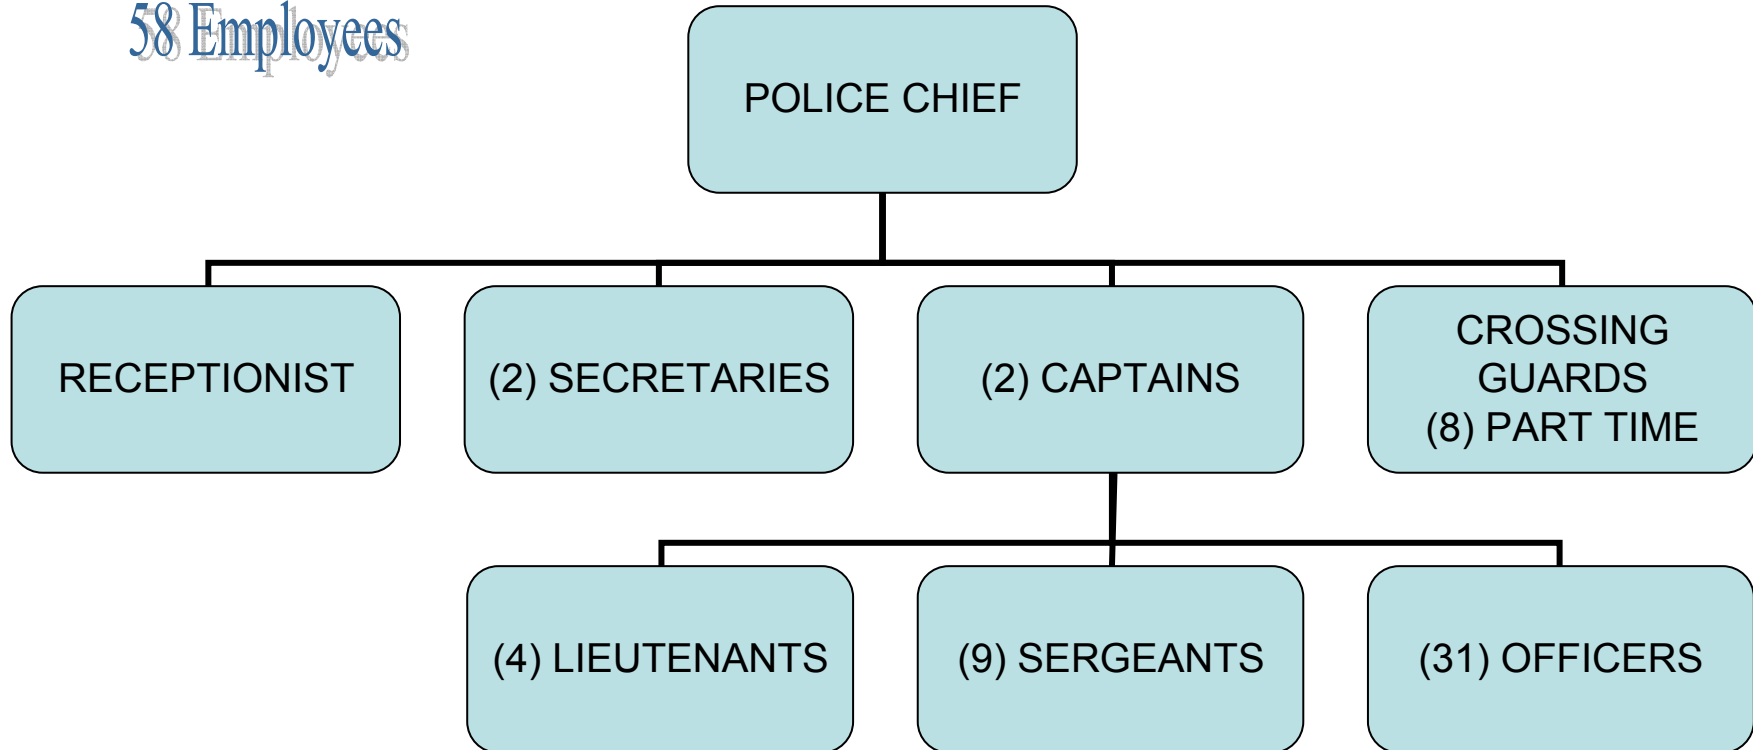 58 Employees
POLICE CHIEF
RECEPTIONIST
(2) SECRETARIES
(2) CAPTAINS
CROSSING
GUARDS
(8) PART TIME
(4) LIEUTENANTS
(9) SERGEANTS
(31) OFFICERS